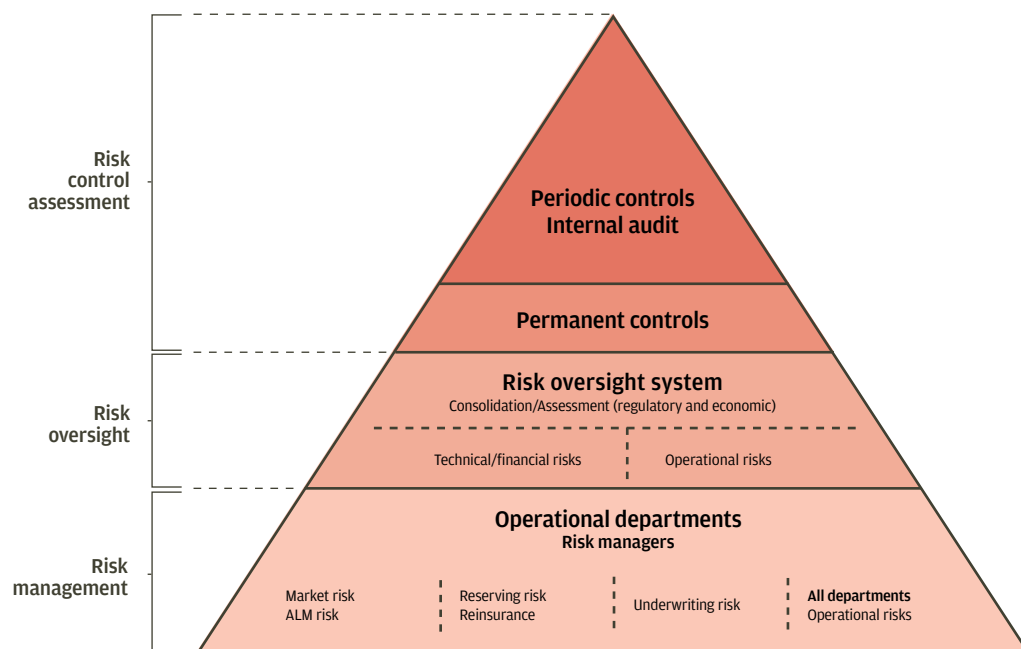 Risk
control
assessment
Periodic controls
Internal audit
Permanent controls
Risk
oversight
Risk oversight system
Consolidation/Assessment (regulatory and economic)
Technical/financial risks
Operational risks
Risk
management
Operational departments
Risk managers
Market risk
ALM risk
Reserving risk
Reinsurance
Underwriting risk
All departments
Operational risks